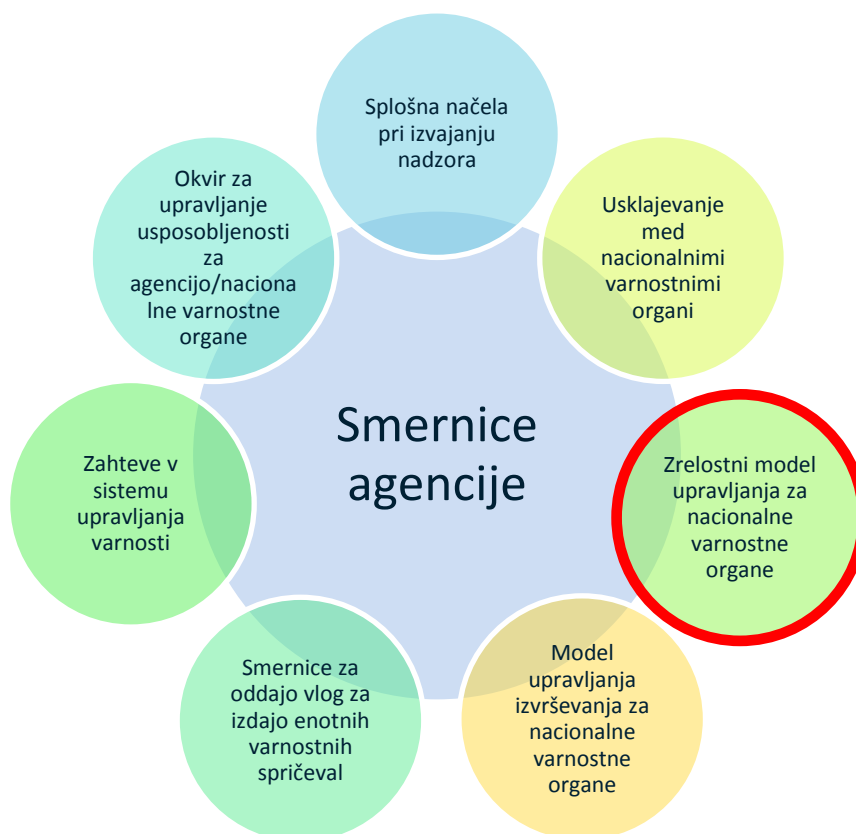 Splošna načela
pri izvajanju
nadzora
Okvir za
upravljanje
usposobljenosti
za
agencijo/naciona
lne varnostne
organe
Usklajevanje
med
nacionalnimi
varnostnimi
organi
Smernice
agencije
Zahteve v
sistemu
upravljanja
varnosti
Zrelostni model
upravljanja za
nacionalne
varnostne
organe
Smernice za
oddajo vlog za
izdajo enotnih
varnostnih
spričeval
Model
upravljanja
izvrševanja za
nacionalne
varnostne
organe